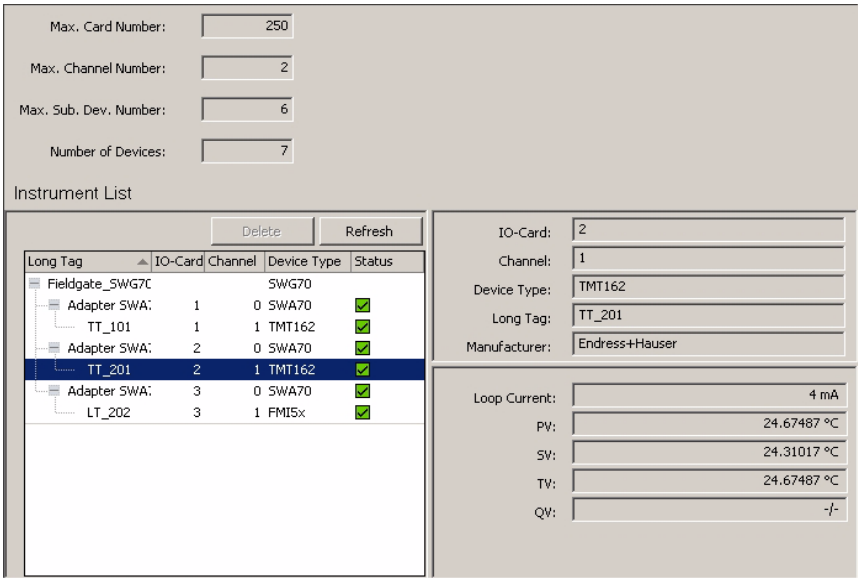 Max. Card Number: 250
Max. Channel Number: 2
Max. Sub. Dev. Number: 6
Number of Devices: 7
Instrument List
Delete Refresh
Long Tag IO-Card Channel Device Type Status
Fieldgate_SWG70 SWG70
Adapter SWA 1 0 SWA70
TT_101 1 1 TMT162
Adapter SWA 2 0 SWA70
TT_201 2 1 TMT162
Adapter SWA 3 0 SWA70
LT_202 3 1 FMI5x
IO-Card: 2
Channel: 1
Device Type: TMT162
Long Tag: TT_201
Manufacturer: Endress+Hauser
Loop Current: 4 mA
PV: 24.67487 °C
SV: 24.31017 °C
TV: 24.67487 °C
QV: -/-